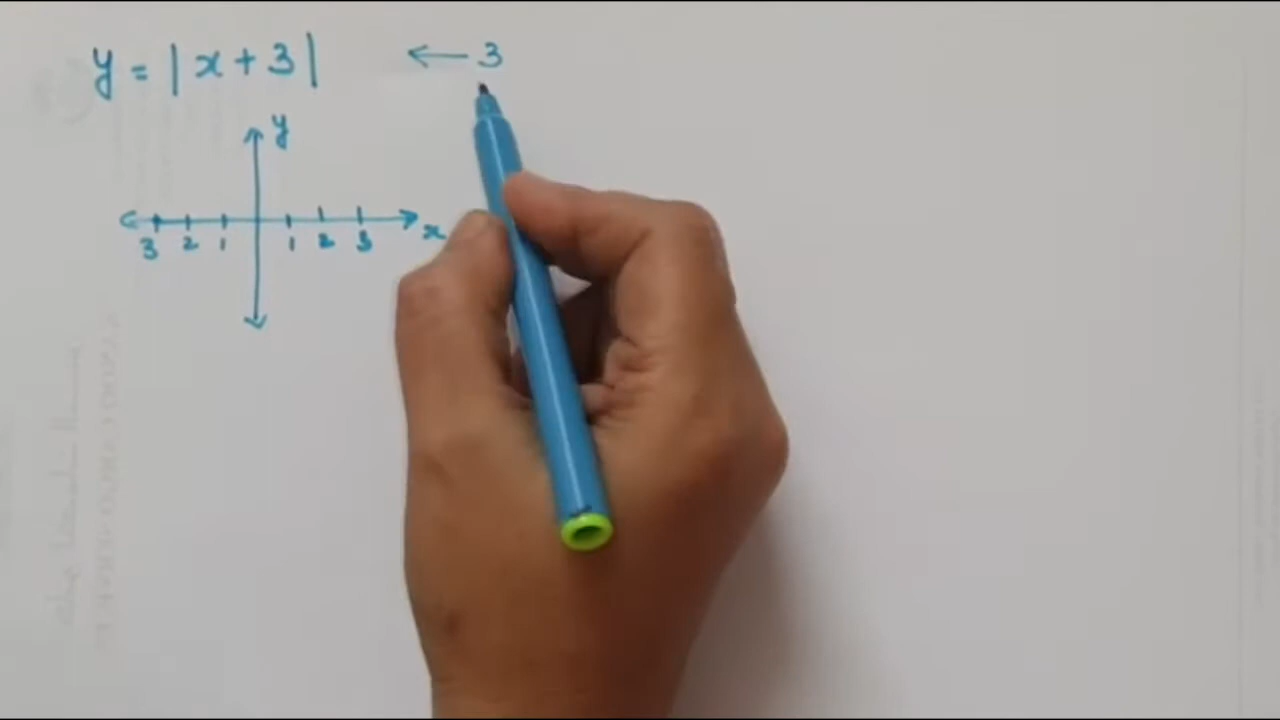 y = |x + 3| ← 3
y
3 2 1 1 2 3 x